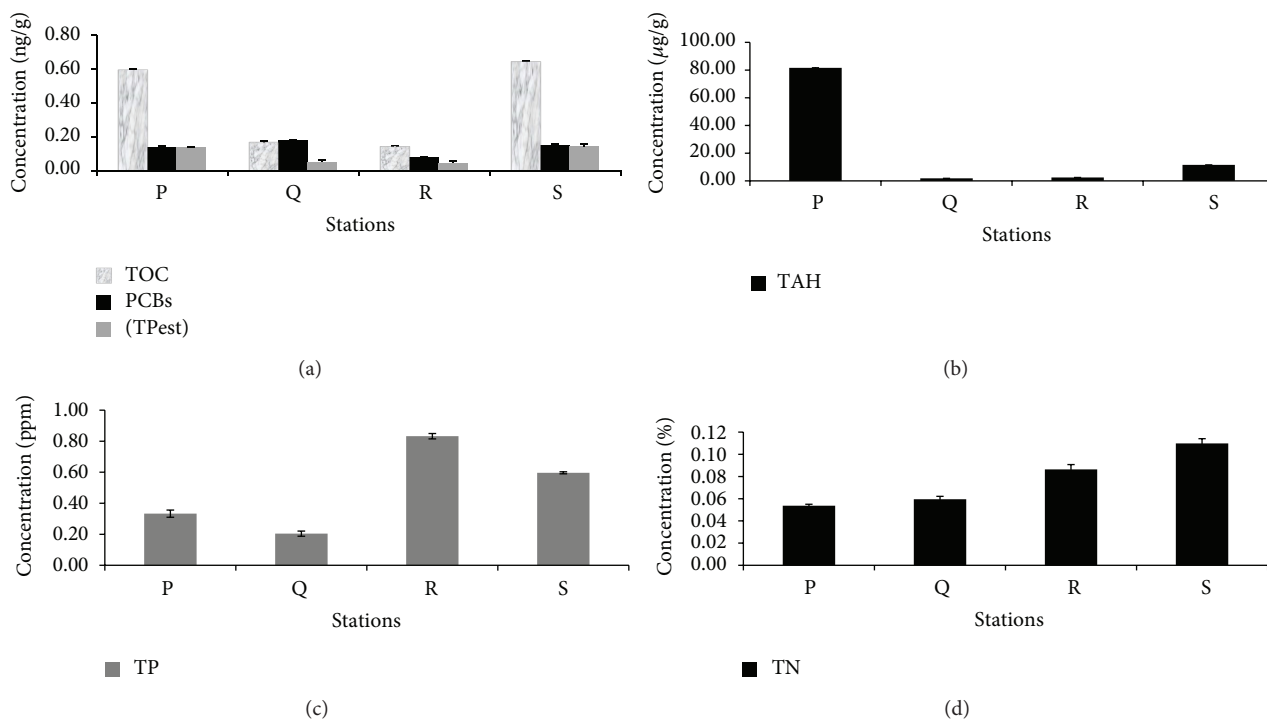 Concentration (ng/g)
0.80
0.60
0.40
0.20
0.00
P Q R S
Stations
TOC
PCBs
(TPest)
(a)
Concentration (μg/g)
100.00
80.00
60.00
40.00
20.00
0.00
P Q R S
Stations
TAH
(b)
Concentration (ppm)
1.00
0.80
0.60
0.40
0.20
0.00
P Q R S
Stations
TP
(c)
Concentration (%)
0.12
0.10
0.08
0.06
0.04
0.02
0.00
P Q R S
Stations
TN
(d)